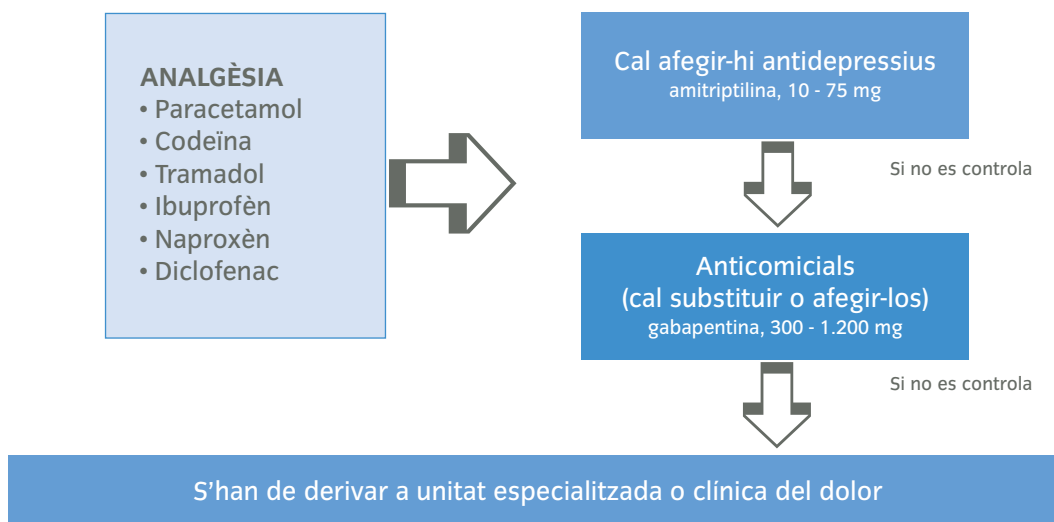 ANALGÈSIA
• Paracetamol
• Codeïna
• Tramadol
• Ibuprofèn
• Naproxèn
• Diclofenac
Cal afegir-hi antidepressius
amitriptilina, 10 - 75 mg
Si no es controla
Anticomicials
(cal substituir o afegir-los)
gabapentina, 300 - 1.200 mg
Si no es controla
S'han de derivar a unitat especialitzada o clínica del dolor